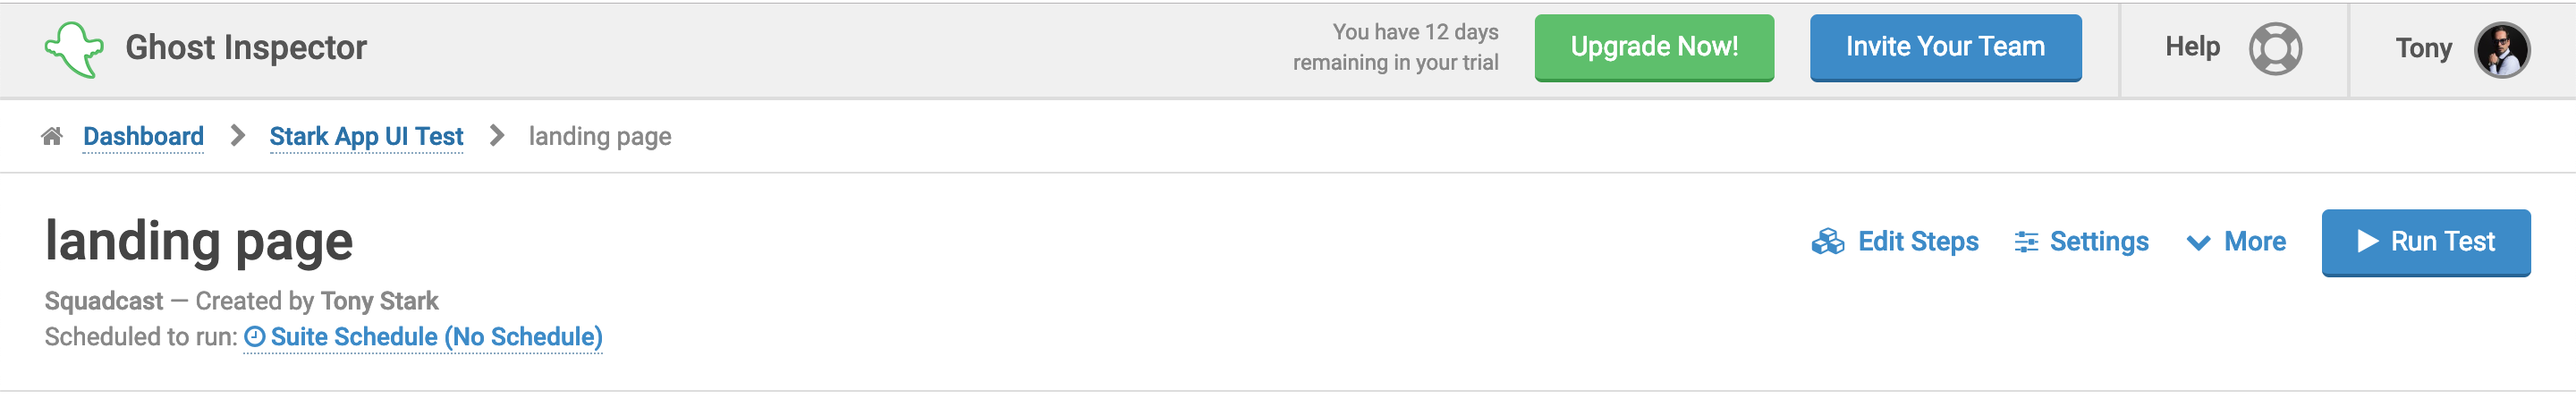 Ghost Inspector
You have 12 days
remaining in your trial
Upgrade Now!
Invite Your Team
Help
Tony
Dashboard
Stark App UI Test
landing page
landing page
Edit Steps
Settings
More
Run Test
Squadcast — Created by Tony Stark
Scheduled to run: Suite Schedule (No Schedule)